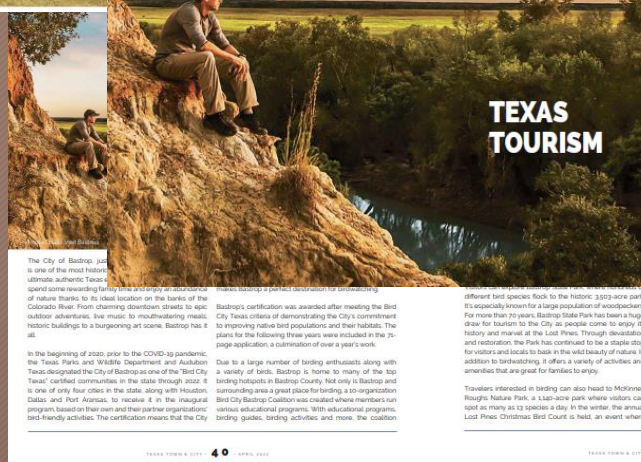 TEXAS
TOURISM
The City of Bastrop, jus
is one of the most historic
ultimate, authentic Texas e
spend some rewarding family time and enjoy an abundance
of nature thanks to its ideal location on the banks of the
Colorado River. From charming downtown streets to epic
outdoor adventures, live music to mouthwatering meals,
historic buildings to a burgeoning art scene, Bastrop has it
all.
In the beginning of 2020, prior to the COVID-19 pandemic,
the Texas Parks and Wildlife Department and Audubon
Texas designated the City of Bastrop as one of the "Bird City
Texas" certified communities in the state through 2022. It
is one of only four cities in the state, along with Houston,
Dallas and Port Aransas, to receive it in the inaugural
program, based on their own and their partner organizations'
bird-friendly activities. The certification means that the City
makes Bastrop a perfect destination for birdwatching.
Bastrop's certification was awarded after meeting the Bird
City Texas criteria of demonstrating the City's commitment
to improving native bird populations and their habitats. The
plans for the following three years were included in the 71-
page application, a culmination of over a year's work.
Due to a large number of birding enthusiasts along with
a variety of birds, Bastrop is home to many of the top
birding hotspots in Bastrop County. Not only is Bastrop and
surrounding area a great place for birding, a 10-organization
Bird City Bastrop Coalition was created where members run
various educational programs. With educational programs,
birding guides, birding activities and more, the coalition
different bird species flock to the historic 3,503-acre par
It's especially known for a large population of woodpecker
For more than 70 years, Bastrop State Park has been a hug
draw for tourism to the City as people come to enjoy it
history and marvel at the Lost Pines. Through devastatio
and restoration, the Park has continued to be a staple sto
for visitors and locals to bask in the wild beauty of nature. I
addition to birdwatching, it offers a variety of activities an
amenities that are great for families to enjoy.
Travelers interested in birding can also head to McKinne
Roughs Nature Park, a 1,140-acre park where visitors ca
spot as many as 13 species a day. In the winter, the annua
Lost Pines Christmas Bird Count is held, an event wher
TEXAS TOWN & CITY • 40 • APRIL 2022
TEXAS TOWN & CITY